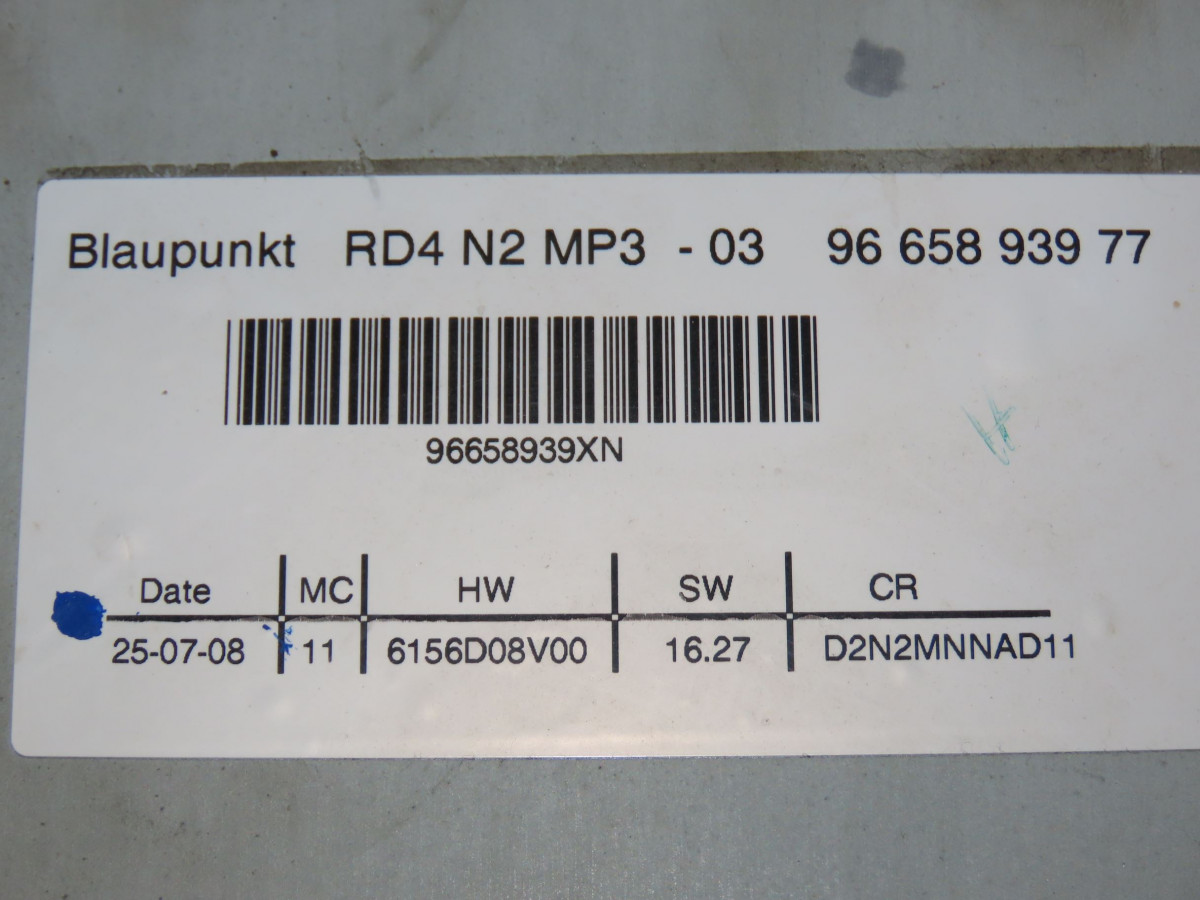 Blaupunkt RD4 N2 MP3 - 03 96 658 939 77
96658939XN
Date MC HW SW CR
25-07-08 11 6156D08V00 16.27 D2N2MNNAD11